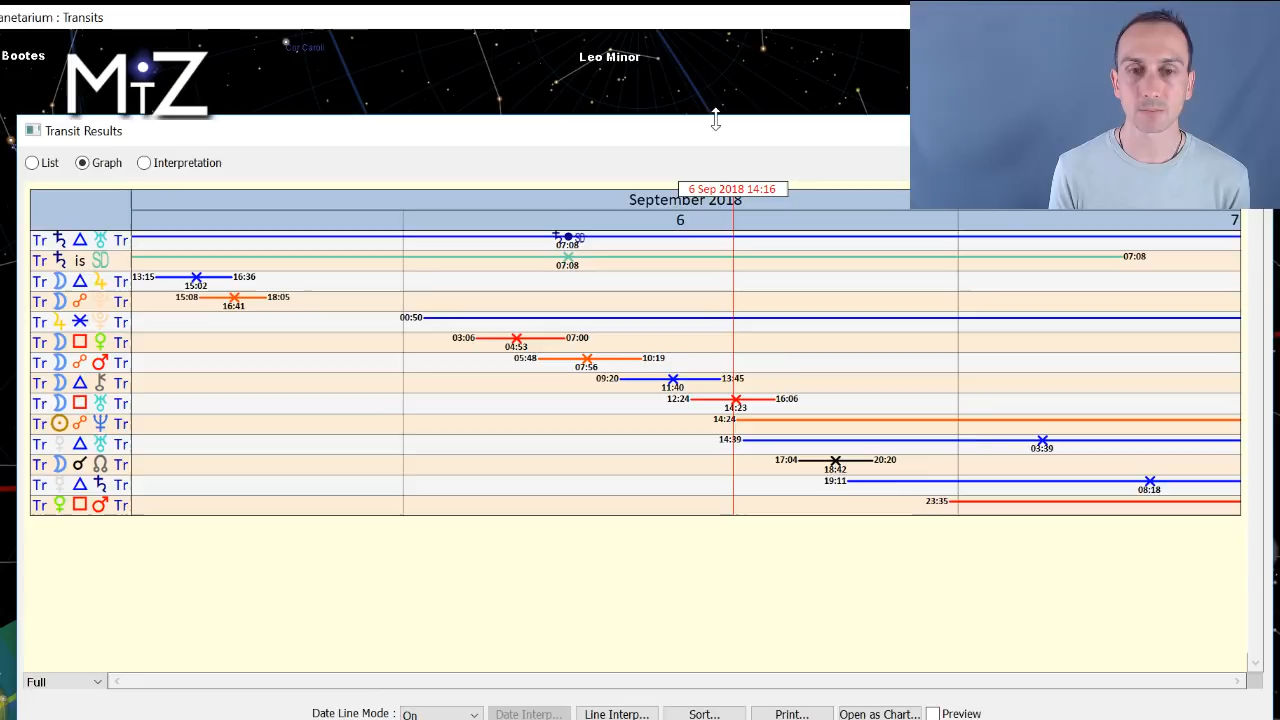 anetarium : Transits
Bootes
Cor Caroli
Leo Minor
MTZ
Transit Results
List
Graph
Interpretation
6 Sep 2018 14:16
September 2018
6
7
Tr ♄ △ ♅ Tr
♄ SD
07:08
Tr ♄ is SD
07:08
07:08
Tr ☽ △ ♃ Tr
13:15
16:36
15:02
Tr ☽ ☍ ♇ Tr
15:08
18:05
16:41
Tr ♃ ⚹ ♇ Tr
00:50
Tr ☽ □ ♀ Tr
03:06
07:00
04:53
Tr ☽ ☍ ♂ Tr
05:48
10:19
07:56
Tr ☽ △ ⚷ Tr
09:20
13:45
11:40
Tr ☽ □ ♅ Tr
12:24
16:06
14:23
Tr ☉ ☍ ♆ Tr
14:24
Tr ☿ △ ♅ Tr
14:39
03:39
Tr ☽ ☌ ☊ Tr
17:04
20:20
18:42
Tr ☿ △ ♄ Tr
19:11
08:18
Tr ♀ □ ♂ Tr
23:35
Full
Date Line Mode : On
Date Interp...
Line Interp...
Sort...
Print...
Open as Chart...
Preview